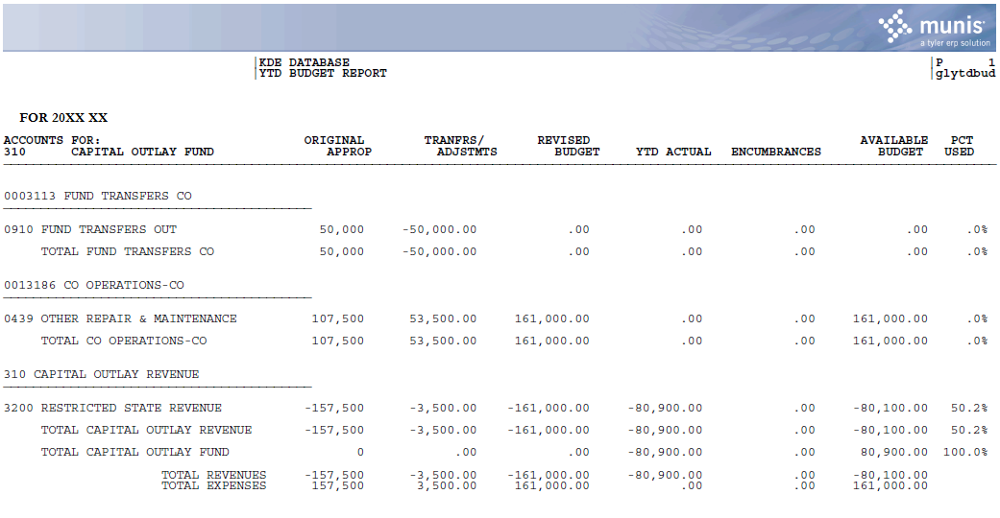 munis
a tyler erp solution
KDE DATABASE P 1
YTD BUDGET REPORT glytdbud
FOR 20XX XX
ACCOUNTS FOR: ORIGINAL TRANFRS/ REVISED AVAILABLE PCT
310 CAPITAL OUTLAY FUND APPROP ADJSTMTS BUDGET YTD ACTUAL ENCUMBRANCES BUDGET USED
0003113 FUND TRANSFERS CO
0910 FUND TRANSFERS OUT 50,000 -50,000.00 .00 .00 .00 .00 .0%
TOTAL FUND TRANSFERS CO 50,000 -50,000.00 .00 .00 .00 .00 .0%
0013186 CO OPERATIONS-CO
0439 OTHER REPAIR & MAINTENANCE 107,500 53,500.00 161,000.00 .00 .00 161,000.00 .0%
TOTAL CO OPERATIONS-CO 107,500 53,500.00 161,000.00 .00 .00 161,000.00 .0%
310 CAPITAL OUTLAY REVENUE
3200 RESTRICTED STATE REVENUE -157,500 -3,500.00 -161,000.00 -80,900.00 .00 -80,100.00 50.2%
TOTAL CAPITAL OUTLAY REVENUE -157,500 -3,500.00 -161,000.00 -80,900.00 .00 -80,100.00 50.2%
TOTAL CAPITAL OUTLAY FUND 0 .00 .00 -80,900.00 .00 80,900.00 100.0%
TOTAL REVENUES -157,500 -3,500.00 -161,000.00 -80,900.00 .00 -80,100.00
TOTAL EXPENSES 157,500 3,500.00 161,000.00 .00 .00 161,000.00